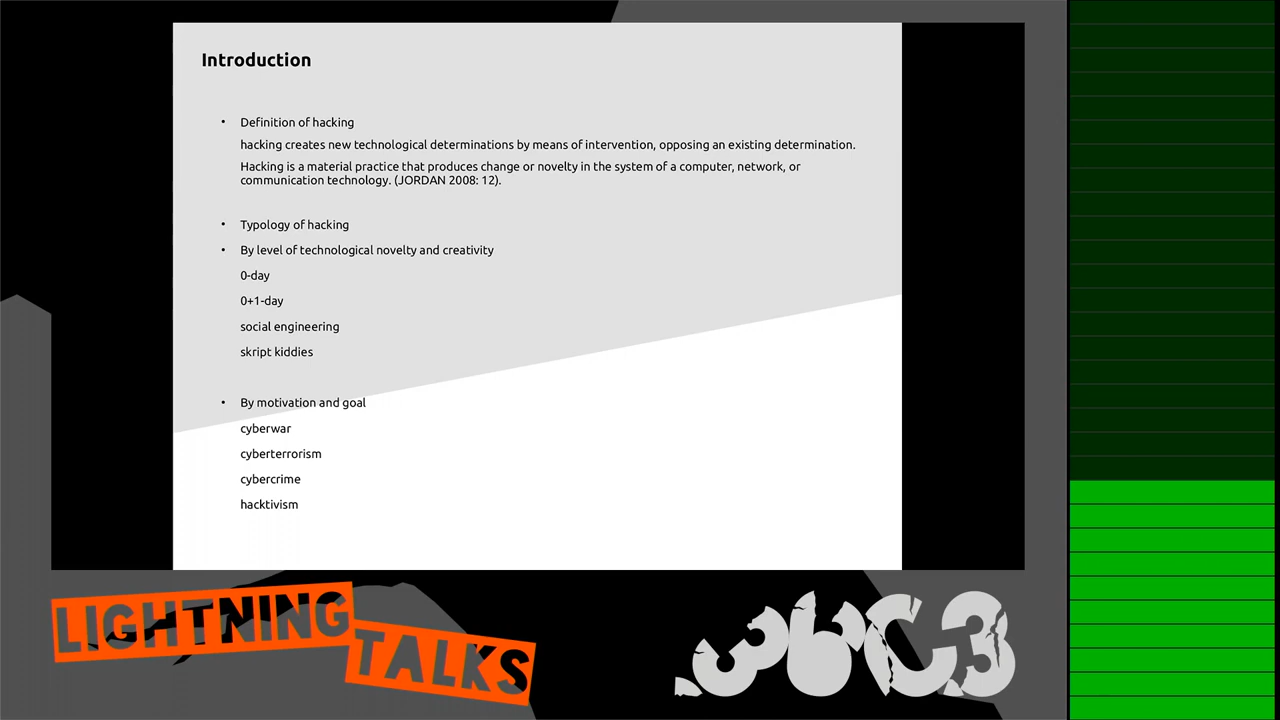 Introduction
• Definition of hacking
hacking creates new technological determinations by means of intervention, opposing an existing determination.
Hacking is a material practice that produces change or novelty in the system of a computer, network, or
communication technology. (JORDAN 2008: 12).
• Typology of hacking
• By level of technological novelty and creativity
0-day
0+1-day
social engineering
skript kiddies
• By motivation and goal
cyberwar
cyberterrorism
cybercrime
hacktivism
LIGHTNING
TALKS
36C3